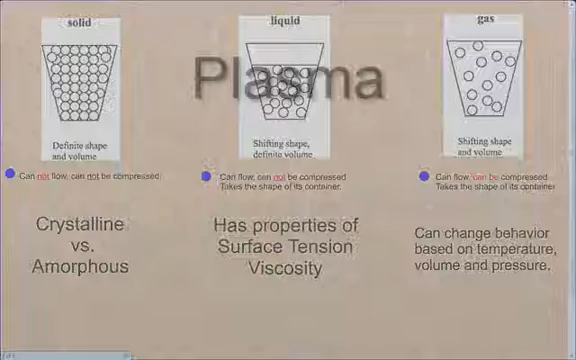 solid
liquid
gas
Plasma
Definite shape
and volume
Shifting shape,
definite volume
Shifting shape
and volume
Can not flow, can not be compressed
Can flow, can not be compressed
Takes the shape of its container.
Can flow, can be compressed
Takes the shape of its container
Crystalline
vs.
Amorphous
Has properties of
Surface Tension
Viscosity
Can change behavior
based on temperature,
volume and pressure.